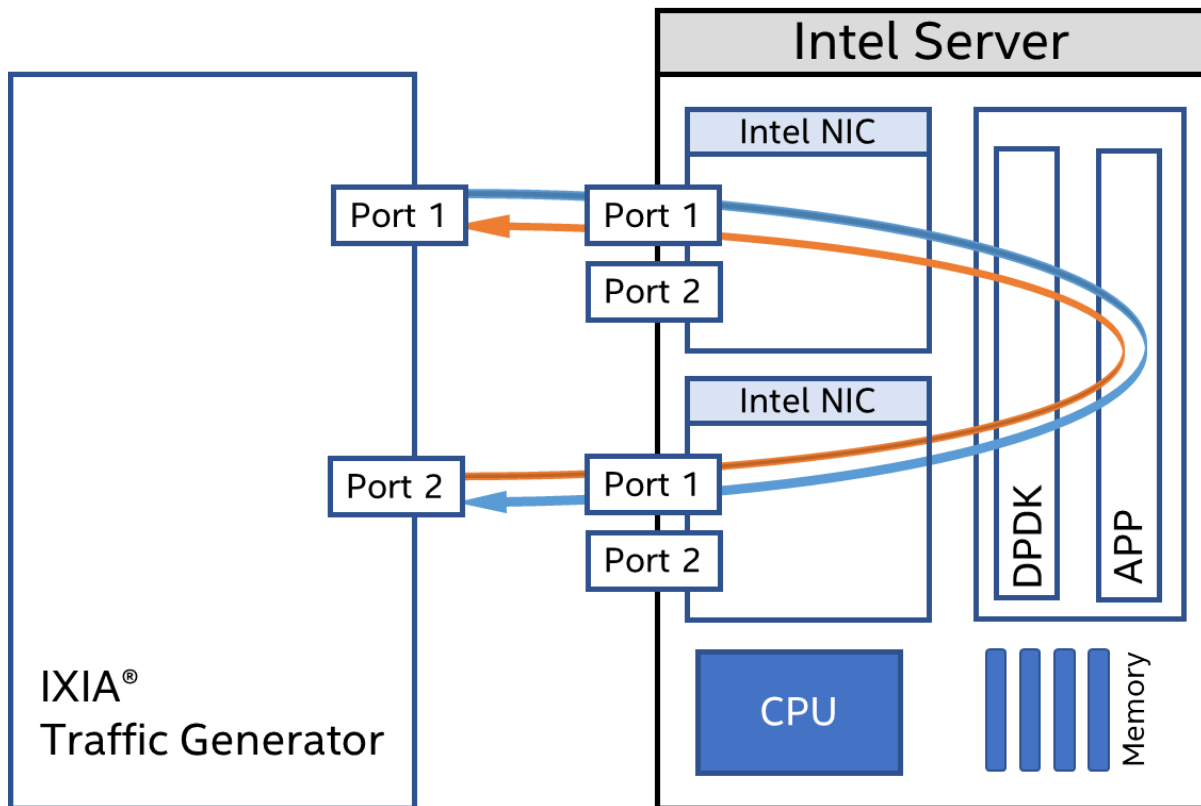 Intel Server
Intel NIC
Port 1
Port 1
Port 2
Intel NIC
Port 2
Port 1
Port 2
DPDK
APP
IXIA®
Traffic Generator
CPU
Memory